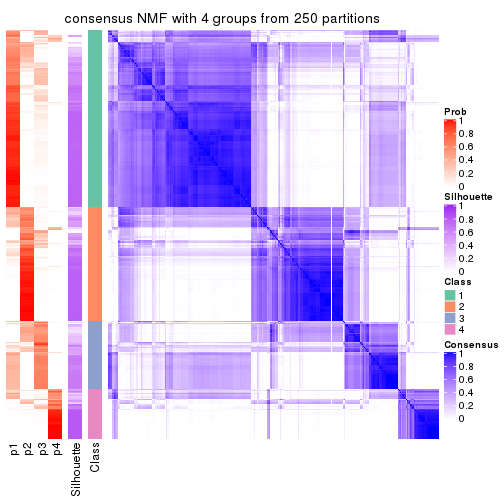 consensus NMF with 4 groups from 250 partitions
Prob
1
0.8
0.6
0.4
0.2
0
Silhouette
1
0.8
0.6
0.4
0.2
0
Class
1
2
3
4
Consensus
1
0.8
0.6
0.4
0.2
0
p1
p2
p3
p4
Silhouette
Class